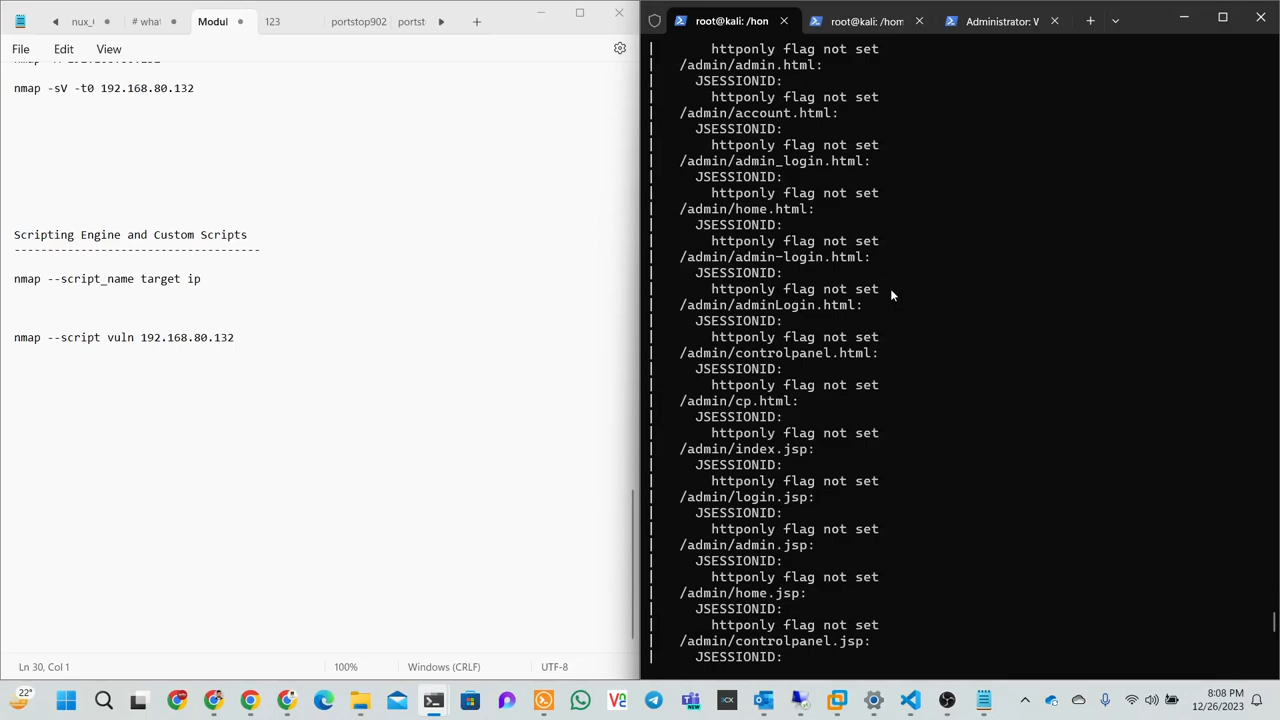 nux_
# what
Modul
123
portstop902
portst
File
Edit
View
nmap -sV -t0 192.168.80.132
Scripting Engine and Custom Scripts
---------------------------------
nmap --script_name target ip
nmap --script vuln 192.168.80.132
Ln 30, Col 1
100%
Windows (CRLF)
UTF-8
root@kali: /hon
root@kali: /hom
Administrator: W
|       httponly flag not set
|   /admin/admin.html:
|     JSESSIONID:
|       httponly flag not set
|   /admin/account.html:
|     JSESSIONID:
|       httponly flag not set
|   /admin/admin_login.html:
|     JSESSIONID:
|       httponly flag not set
|   /admin/home.html:
|     JSESSIONID:
|       httponly flag not set
|   /admin/admin-login.html:
|     JSESSIONID:
|       httponly flag not set
|   /admin/adminLogin.html:
|     JSESSIONID:
|       httponly flag not set
|   /admin/controlpanel.html:
|     JSESSIONID:
|       httponly flag not set
|   /admin/cp.html:
|     JSESSIONID:
|       httponly flag not set
|   /admin/index.jsp:
|     JSESSIONID:
|       httponly flag not set
|   /admin/login.jsp:
|     JSESSIONID:
|       httponly flag not set
|   /admin/admin.jsp:
|     JSESSIONID:
|       httponly flag not set
|   /admin/home.jsp:
|     JSESSIONID:
|       httponly flag not set
|   /admin/controlpanel.jsp:
|     JSESSIONID:
22°
8:08 PM
12/26/2023